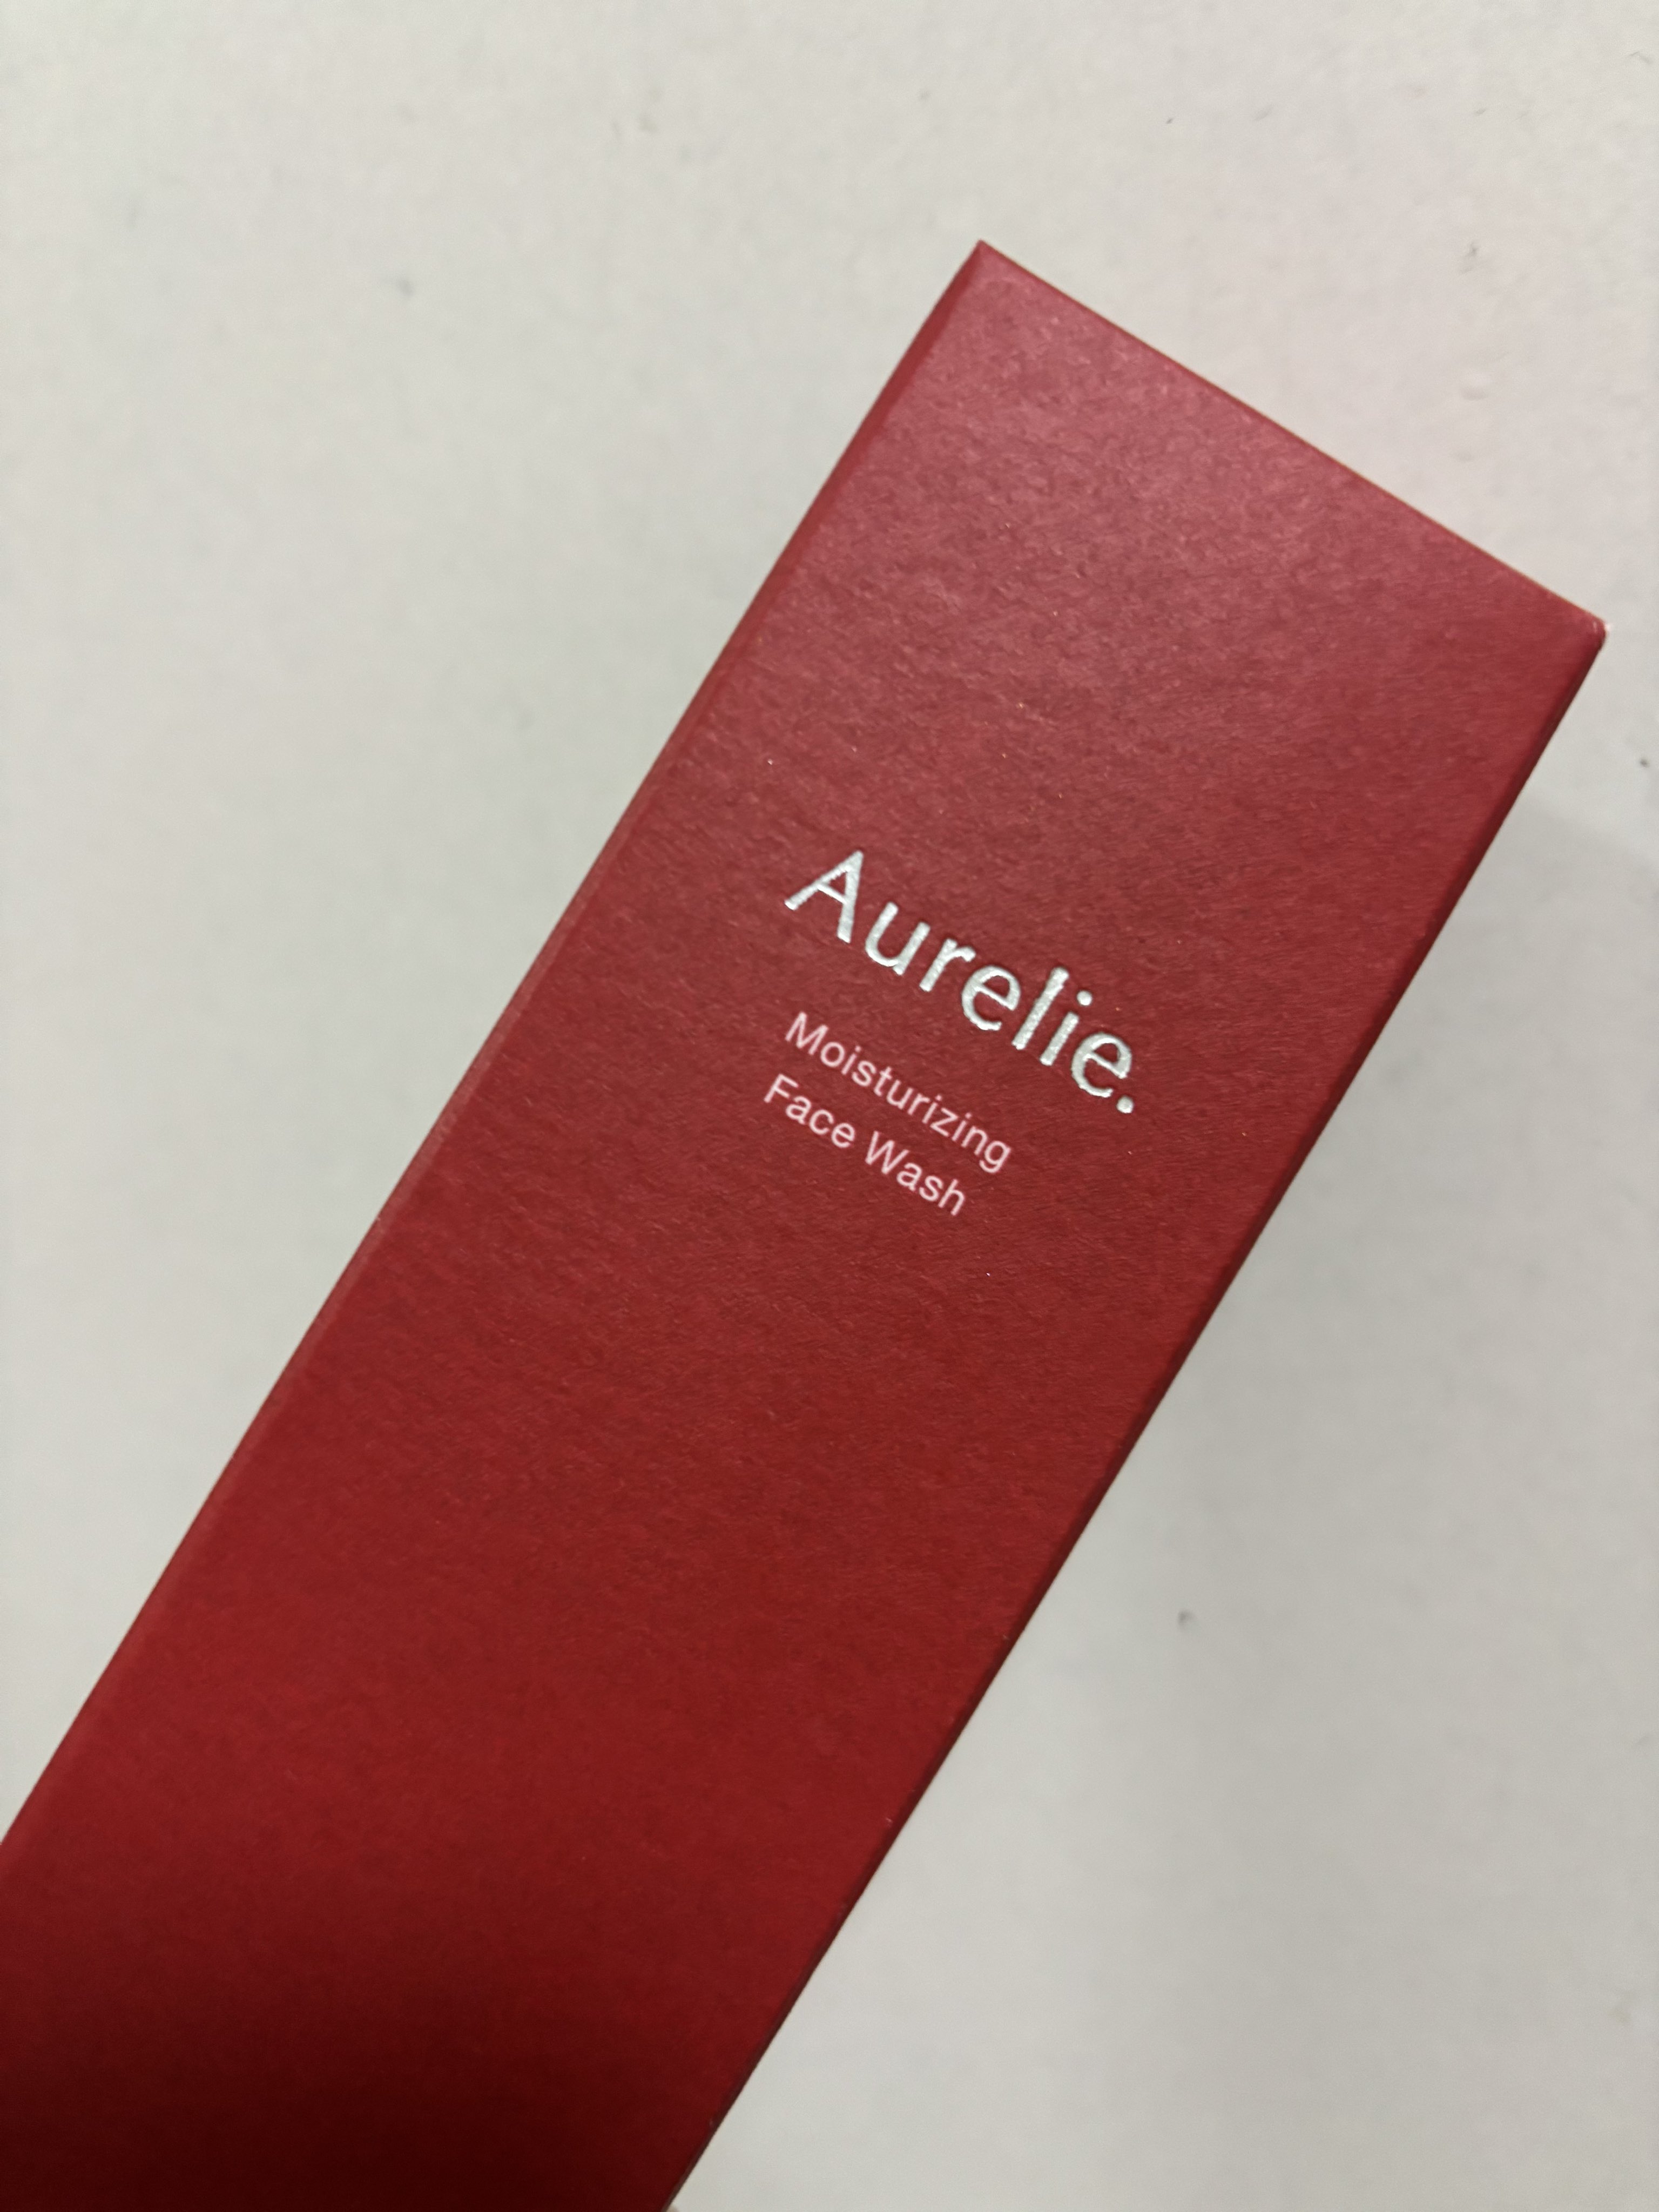 Aurelie.
Moisturizing
Face Wash